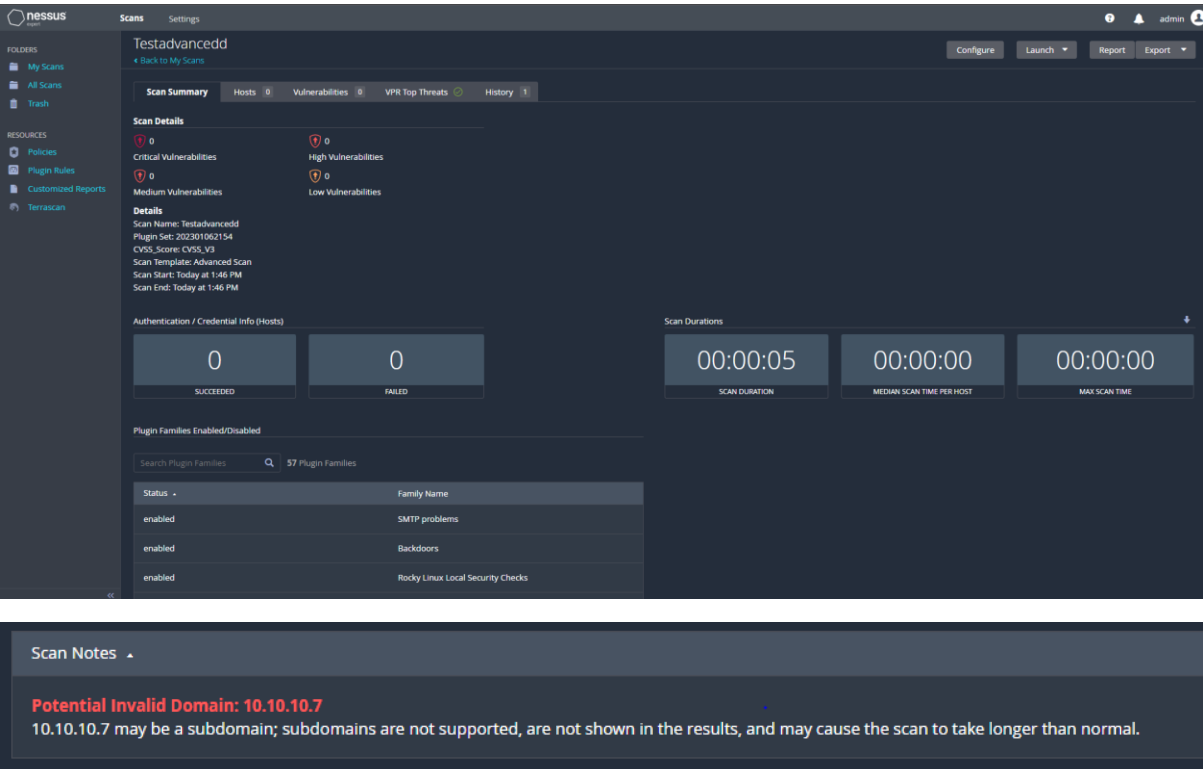 nessus
expert
Scans Settings
admin
FOLDERS
My Scans
All Scans
Trash
RESOURCES
Policies
Plugin Rules
Customized Reports
Terrascan
Testadvancedd
Back to My Scans
Configure Launch Report Export
Scan Summary Hosts 0 Vulnerabilities 0 VPR Top Threats History 1
Scan Details
0 0
Critical Vulnerabilities High Vulnerabilities
0 0
Medium Vulnerabilities Low Vulnerabilities
Details
Scan Name: Testadvancedd
Plugin Set: 202301062154
CVSS_Score: CVSS_V3
Scan Template: Advanced Scan
Scan Start: Today at 1:46 PM
Scan End: Today at 1:46 PM
Authentication / Credential Info (Hosts) Scan Durations
0 0 00:00:05 00:00:00 00:00:00
SUCCEEDED FAILED SCAN DURATION MEDIAN SCAN TIME PER HOST MAX SCAN TIME
Plugin Families Enabled/Disabled
Search Plugin Families 57 Plugin Families
Status Family Name
enabled SMTP problems
enabled Backdoors
enabled Rocky Linux Local Security Checks
Scan Notes
Potential Invalid Domain: 10.10.10.7
10.10.10.7 may be a subdomain; subdomains are not supported, are not shown in the results, and may cause the scan to take longer than normal.